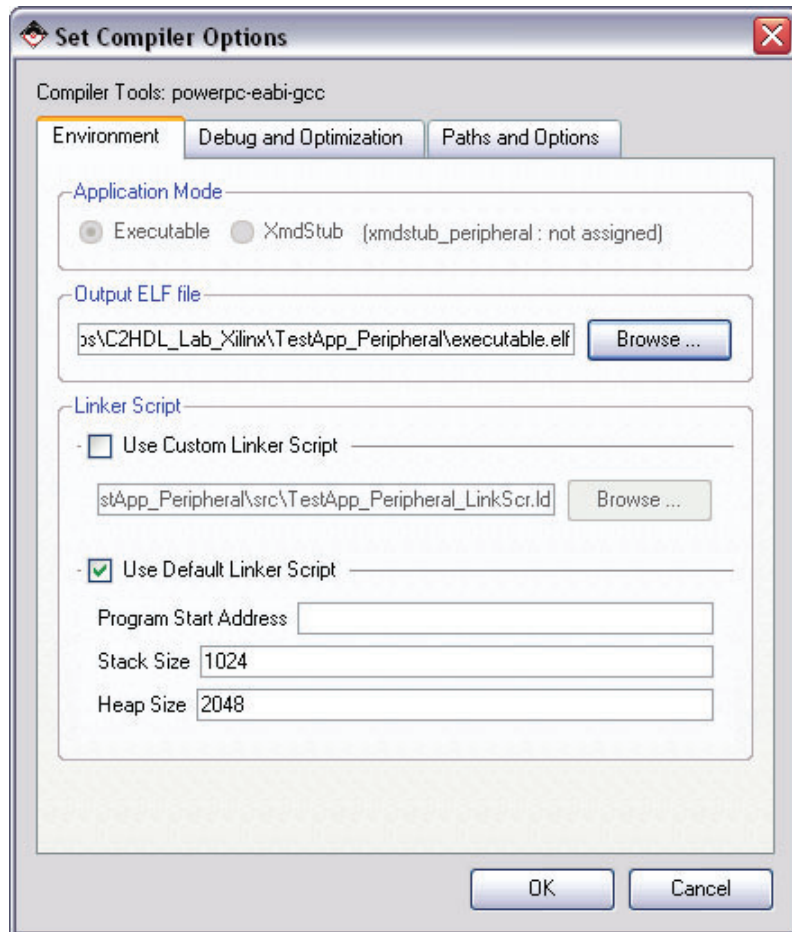 Set Compiler Options
Compiler Tools: powerpc-eabi-gcc
Environment Debug and Optimization Paths and Options
Application Mode
Executable XmdStub (xmdstub_peripheral : not assigned)
Output ELF file
os\C2HDL_Lab_Xilinx\TestApp_Peripheral\executable.elf Browse ...
Linker Script
Use Custom Linker Script
stApp_Peripheral\src\TestApp_Peripheral_LinkScr.ld Browse ...
Use Default Linker Script
Program Start Address
Stack Size 1024
Heap Size 2048
OK Cancel